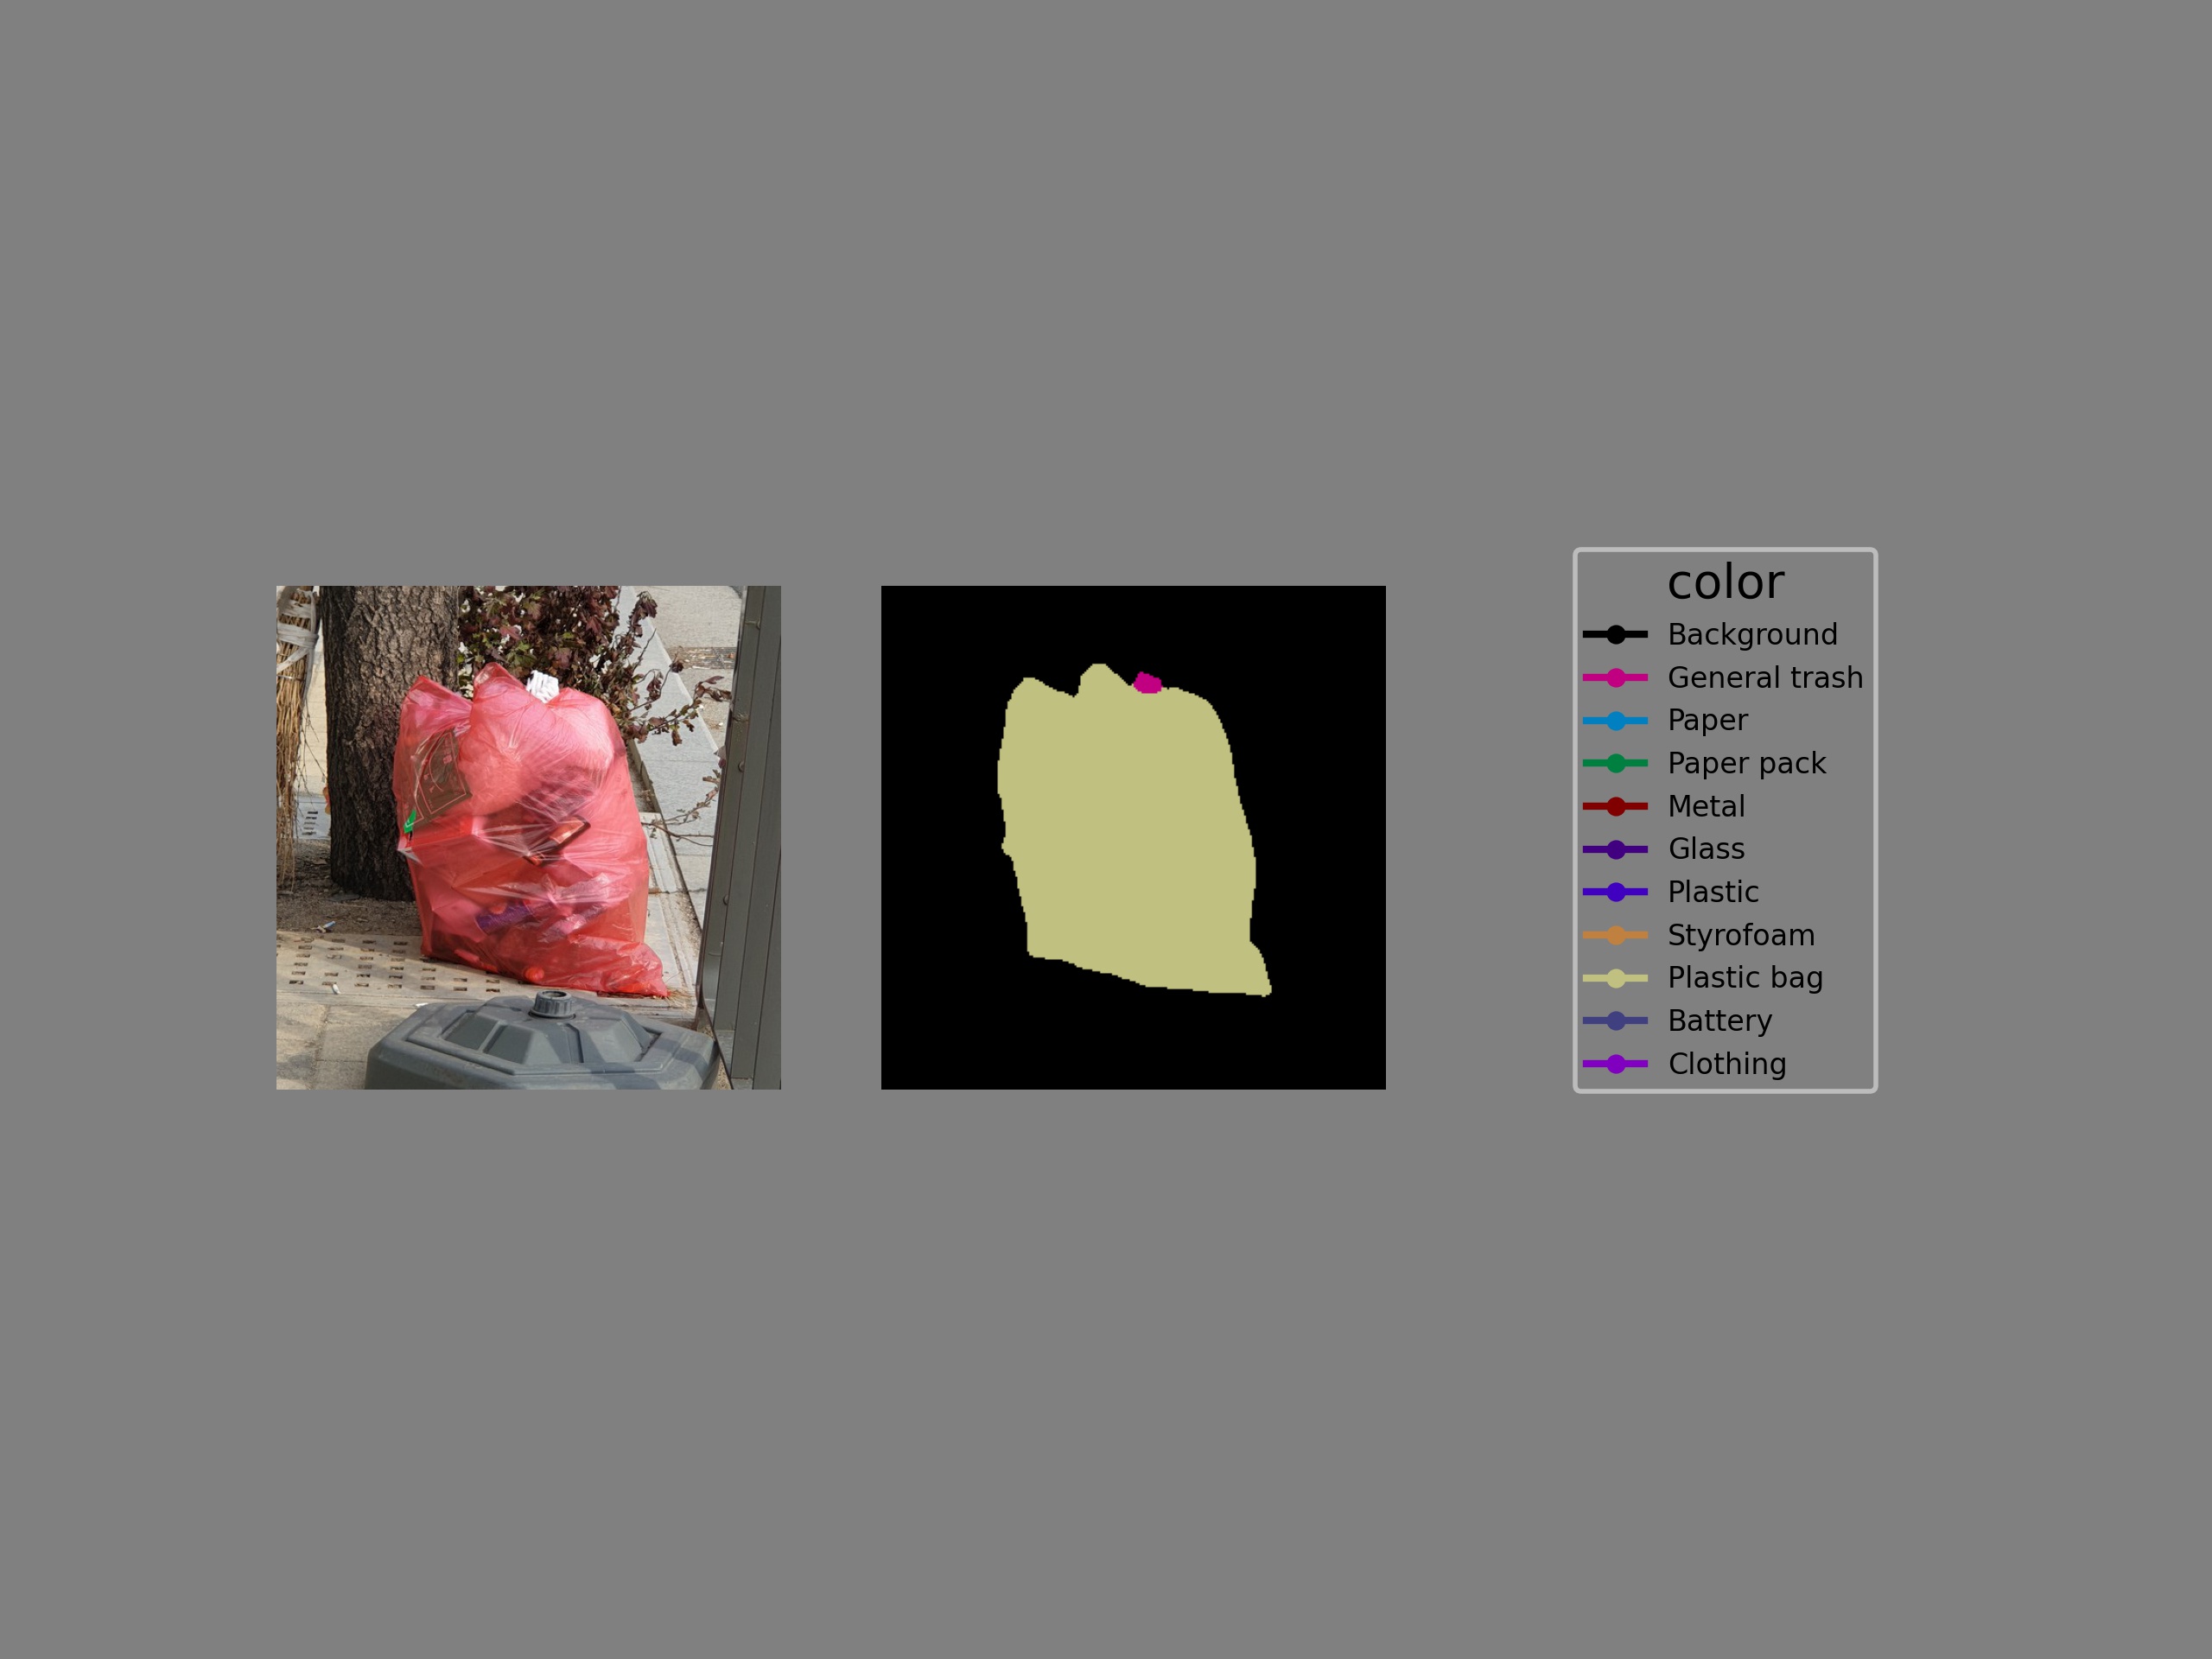 color
Background
General trash
Paper
Paper pack
Metal
Glass
Plastic
Styrofoam
Plastic bag
Battery
Clothing